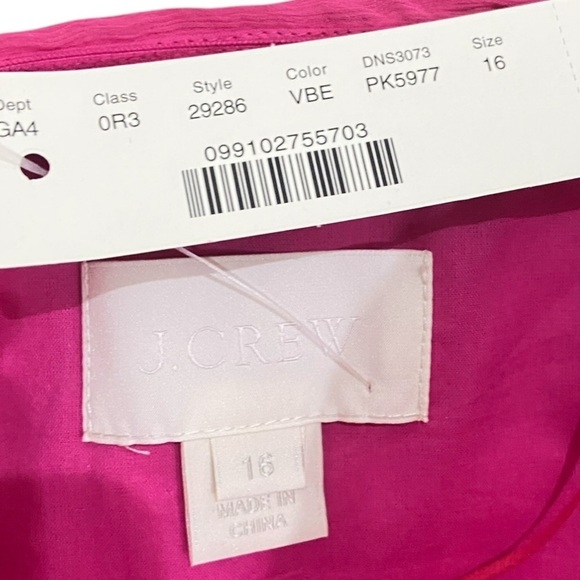 Dept Class Style Color DNS3073 Size
GA4 0R3 29286 VBE PK5977 16
099102755703
J.CREW
16
MADE IN
CHINA